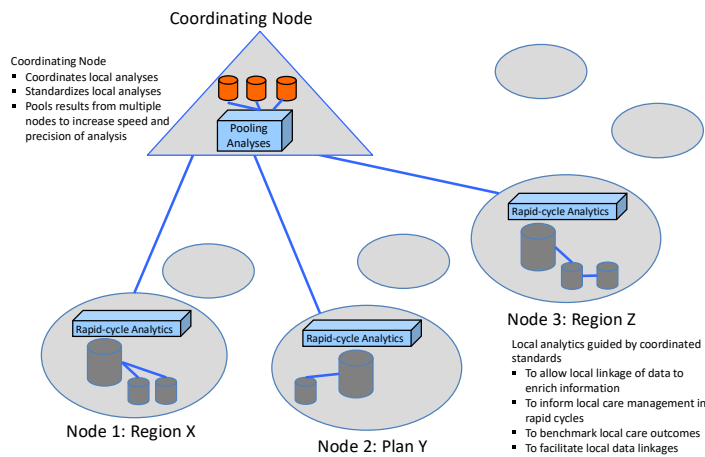 Coordinating Node
Coordinating Node
▪ Coordinates local analyses
▪ Standardizes local analyses
▪ Pools results from multiple
nodes to increase speed and
precision of analysis
Pooling
Analyses
Rapid-cycle Analytics
Node 3: Region Z
Rapid-cycle Analytics
Node 1: Region X
Rapid-cycle Analytics
Node 2: Plan Y
Local analytics guided by coordinated
standards
▪ To allow local linkage of data to
enrich information
▪ To inform local care management in
rapid cycles
▪ To benchmark local care outcomes
▪ To facilitate local data linkages